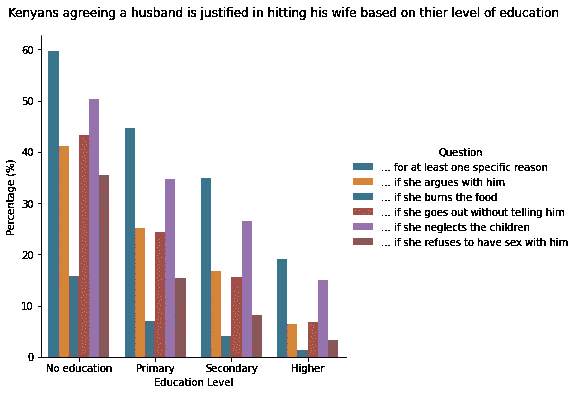 Kenyans agreeing a husband is justified in hitting his wife based on thier level of education
60
50
40
30
20
10
0
Percentage (%)
No education Primary Secondary Higher
Education Level
Question
... for at least one specific reason
... if she argues with him
... if she burns the food
... if she goes out without telling him
... if she neglects the children
... if she refuses to have sex with him